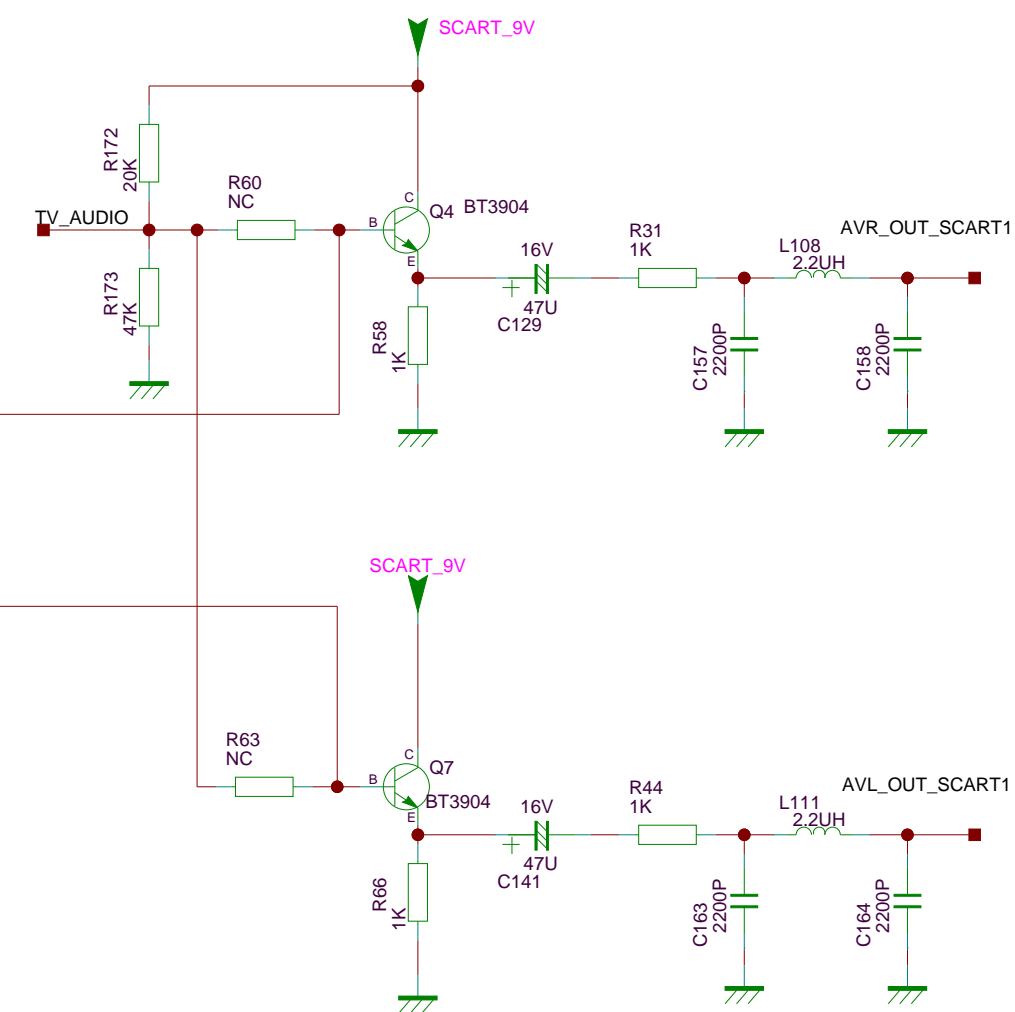 SCART_9V
R172
20K
R60
NC
TV_AUDIO
C
B
E
Q4
BT3904
R173
47K
R58
1K
16V
+
47U
C129
R31
1K
L108
2.2UH
AVR_OUT_SCART1
C157
2200P
C158
2200P
SCART_9V
R63
NC
C
B
E
Q7
BT3904
R66
1K
16V
+
47U
C141
R44
1K
L111
2.2UH
AVL_OUT_SCART1
C163
2200P
C164
2200P